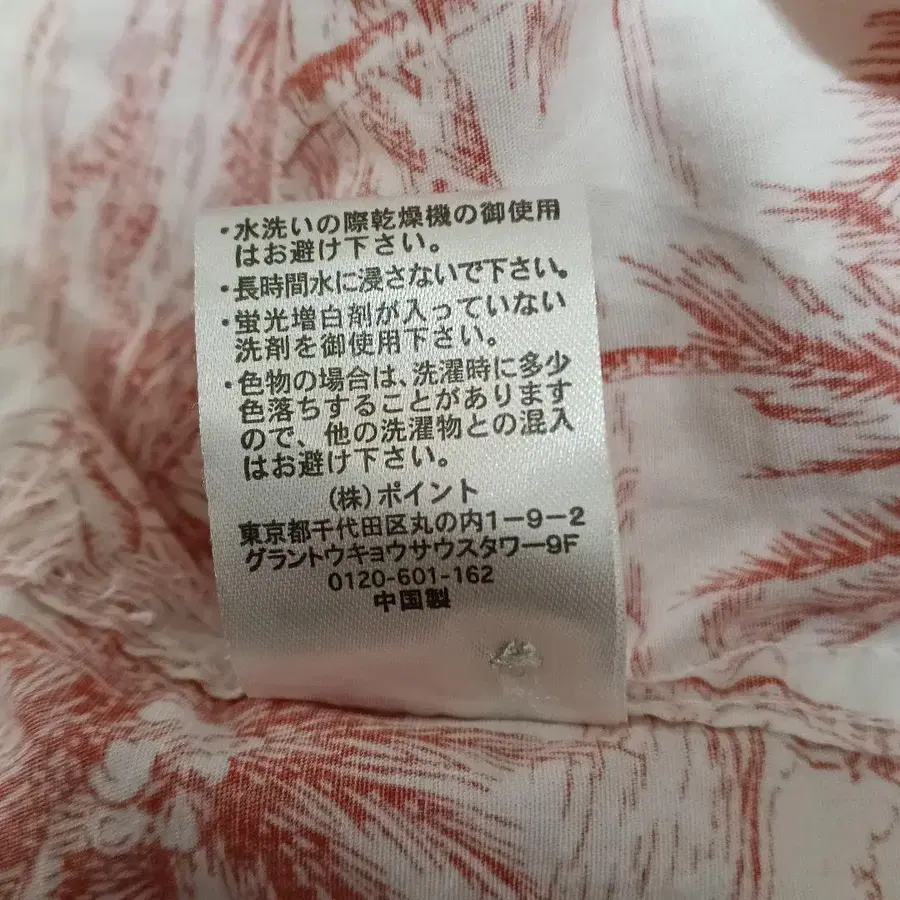 ・水洗いの際乾燥機の御使用
はお避け下さい。
・長時間水に浸さないで下さい。
・蛍光増白剤が入っていない
洗剤を御使用下さい。
・色物の場合は、洗濯時に多少
色落ちすることがあります
ので、他の洗濯物との混入
はお避け下さい。
(株)ポイント
東京都千代田区丸の内1-9-2
グラントウキョウサウスタワー9F
0120-601-162
中国製